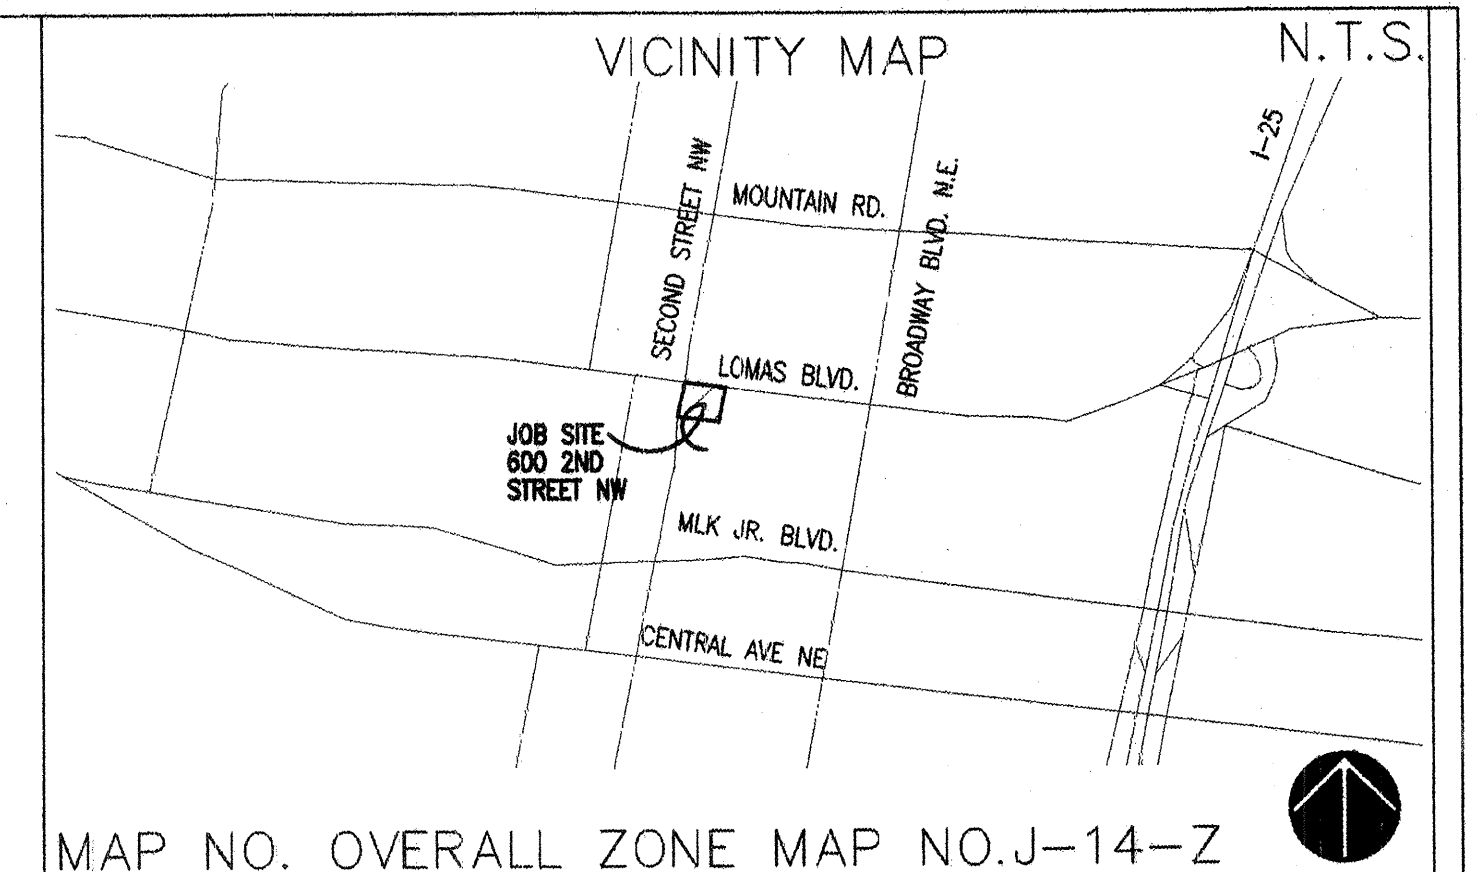 VICINITY MAP
N.T.S.
I-25
SECOND STREET NW
MOUNTAIN RD.
BROADWAY BLVD. N.E.
LOMAS BLVD.
JOB SITE
600 2ND
STREET NW
MLK JR. BLVD.
CENTRAL AVE NE
MAP NO. OVERALL ZONE MAP NO.J-14-Z